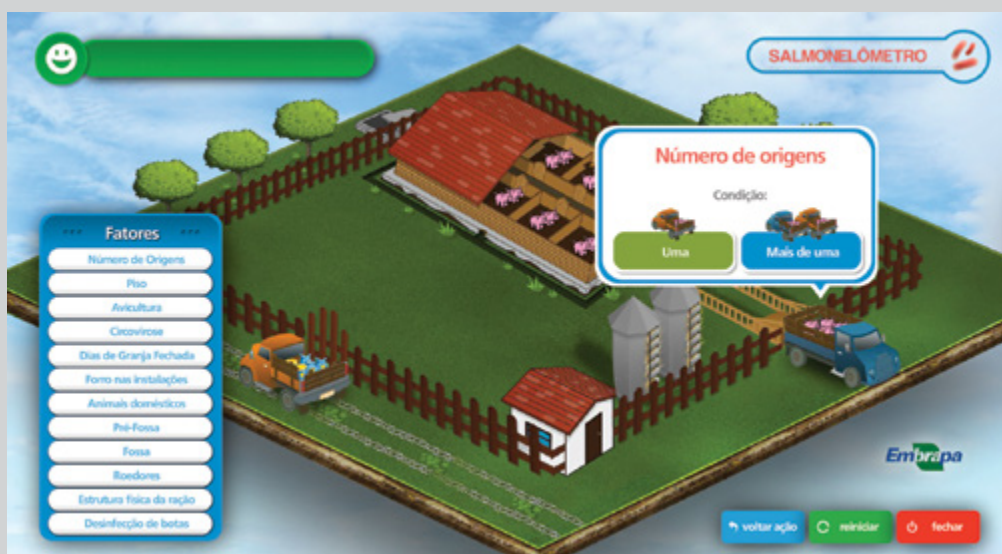 SALMONELÔMETRO
Número de origens
Condição:
Uma
Mais de uma
Fatores
Número de Origens
Piso
Avicultura
Circovirose
Dias de Granja Fechada
Forro nas instalações
Animais domésticos
Pré-Fossa
Fossa
Roedores
Estrutura física da ração
Desinfecção de botas
Embrapa
voltar ação
reiniciar
fechar